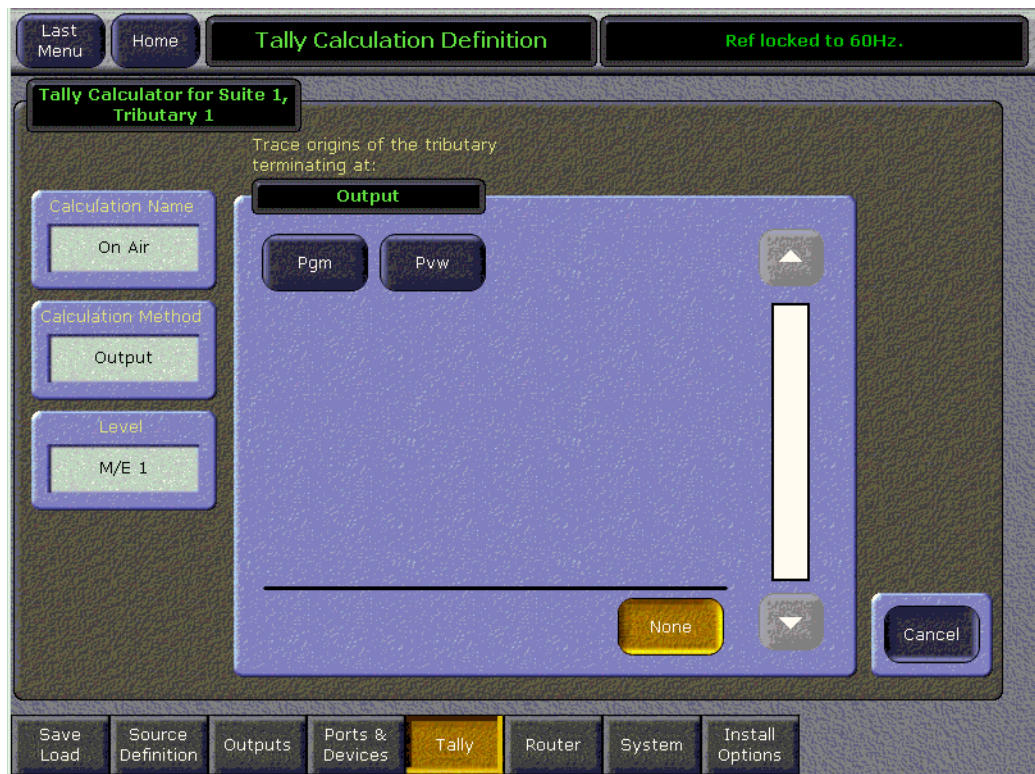 Last
Menu
Home
Tally Calculation Definition
Ref locked to 60Hz.
Tally Calculator for Suite 1,
Tributary 1
Trace origins of the tributary
terminating at:
Output
Calculation Name
On Air
Calculation Method
Output
Level
M/E 1
Pgm
Pvw
None
Cancel
Save
Load
Source
Definition
Outputs
Ports &
Devices
Tally
Router
System
Install
Options